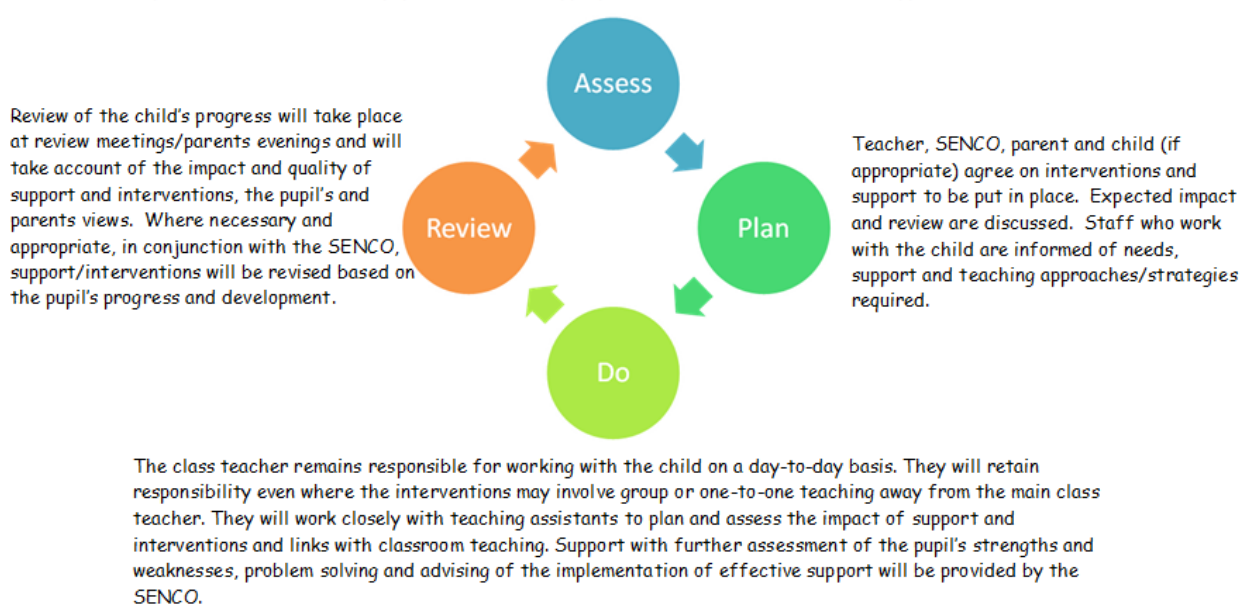 Assess
Review of the child's progress will take place
at review meetings/parents evenings and will
take account of the impact and quality of
support and interventions, the pupil's and
parents views.  Where necessary and
appropriate, in conjunction with the SENCO,
support/interventions will be revised based on
the pupil's progress and development.
Review
Plan
Teacher, SENCO, parent and child (if
appropriate) agree on interventions and
support to be put in place.  Expected impact
and review are discussed.  Staff who work
with the child are informed of needs,
support and teaching approaches/strategies
required.
Do
The class teacher remains responsible for working with the child on a day-to-day basis. They will retain
responsibility even where the interventions may involve group or one-to-one teaching away from the main class
teacher. They will work closely with teaching assistants to plan and assess the impact of support and
interventions and links with classroom teaching. Support with further assessment of the pupil's strengths and
weaknesses, problem solving and advising of the implementation of effective support will be provided by the
SENCO.